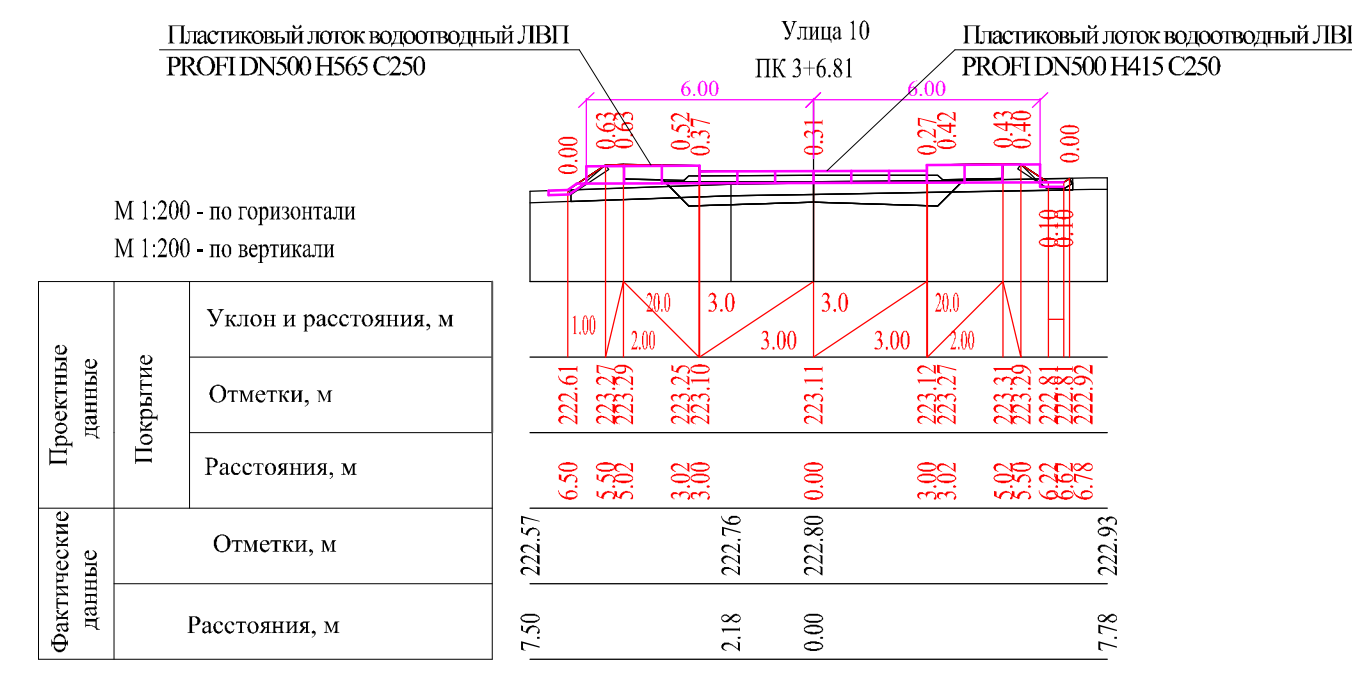 Пластиковый лоток водоотводный ЛВП
PROFI DN500 H565 C250
Улица 10
ПК 3+6.81
Пластиковый лоток водоотводный ЛВП
PROFI DN500 H415 C250
6.00 6.00
0.00 0.63 0.63 0.52 0.37 0.31 0.27 0.42 0.43 0.40 0.00
М 1:200 - по горизонтали
М 1:200 - по вертикали
0.10 0.10
Проектные данные
Покрытие
Уклон и расстояния, м
1.00 20.0 2.00 3.0 3.00 3.0 3.00 20.0 2.00
Отметки, м
222.61 223.27 223.29 223.25 223.10 223.11 223.12 223.27 223.31 223.29 222.81 222.81 222.92
Расстояния, м
6.50 5.50 5.02 3.02 3.00 0.00 3.00 3.02 5.02 5.50 6.22 6.62 6.78
Фактические данные
Отметки, м
222.57 222.76 222.80 222.93
Расстояния, м
7.50 2.18 0.00 7.78